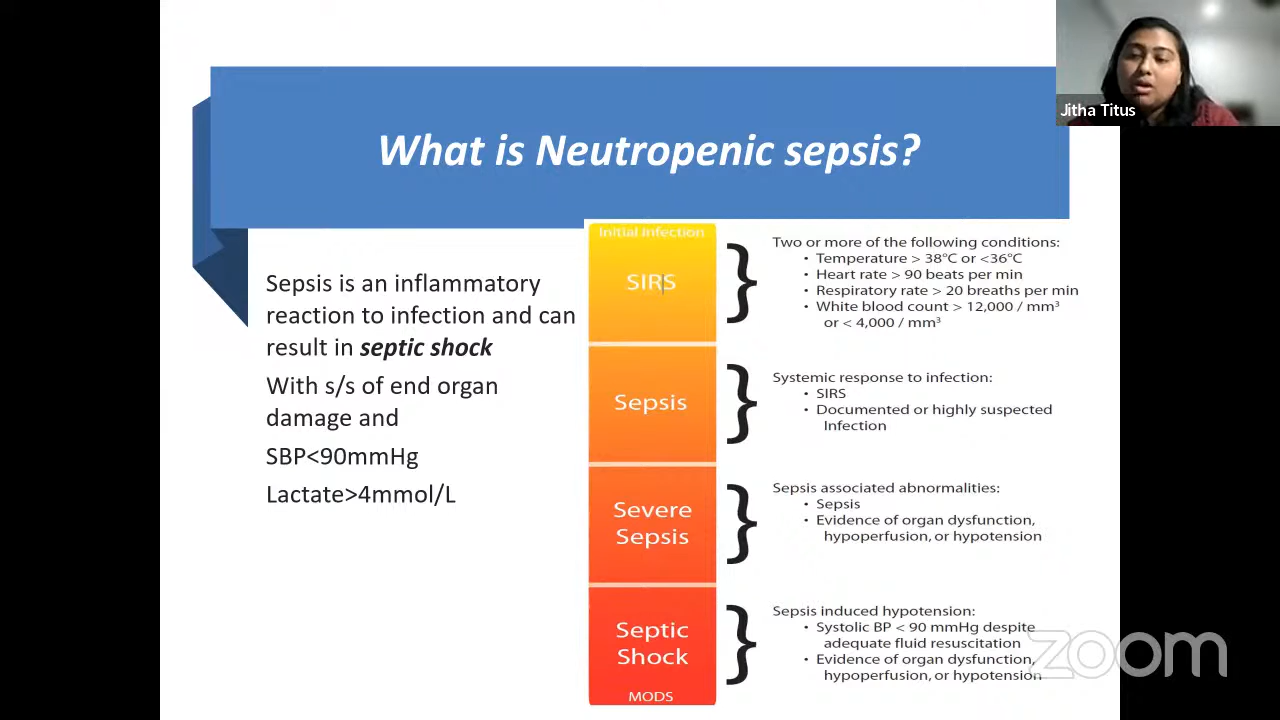 Jitha Titus
What is Neutropenic sepsis?
Sepsis is an inflammatory
reaction to infection and can
result in septic shock
With s/s of end organ
damage and
SBP<90mmHg
Lactate>4mmol/L
Initial Infection
SIRS
Two or more of the following conditions:
• Temperature > 38°C or <36°C
• Heart rate > 90 beats per min
• Respiratory rate > 20 breaths per min
• White blood count > 12,000 / mm³
or < 4,000 / mm³
Sepsis
Systemic response to infection:
• SIRS
• Documented or highly suspected
Infection
Severe
Sepsis
Sepsis associated abnormalities:
• Sepsis
• Evidence of organ dysfunction,
hypoperfusion, or hypotension
Septic
Shock
MODS
Sepsis induced hypotension:
• Systolic BP < 90 mmHg despite
adequate fluid resuscitation
• Evidence of organ dysfunction,
hypoperfusion, or hypotension
zoom